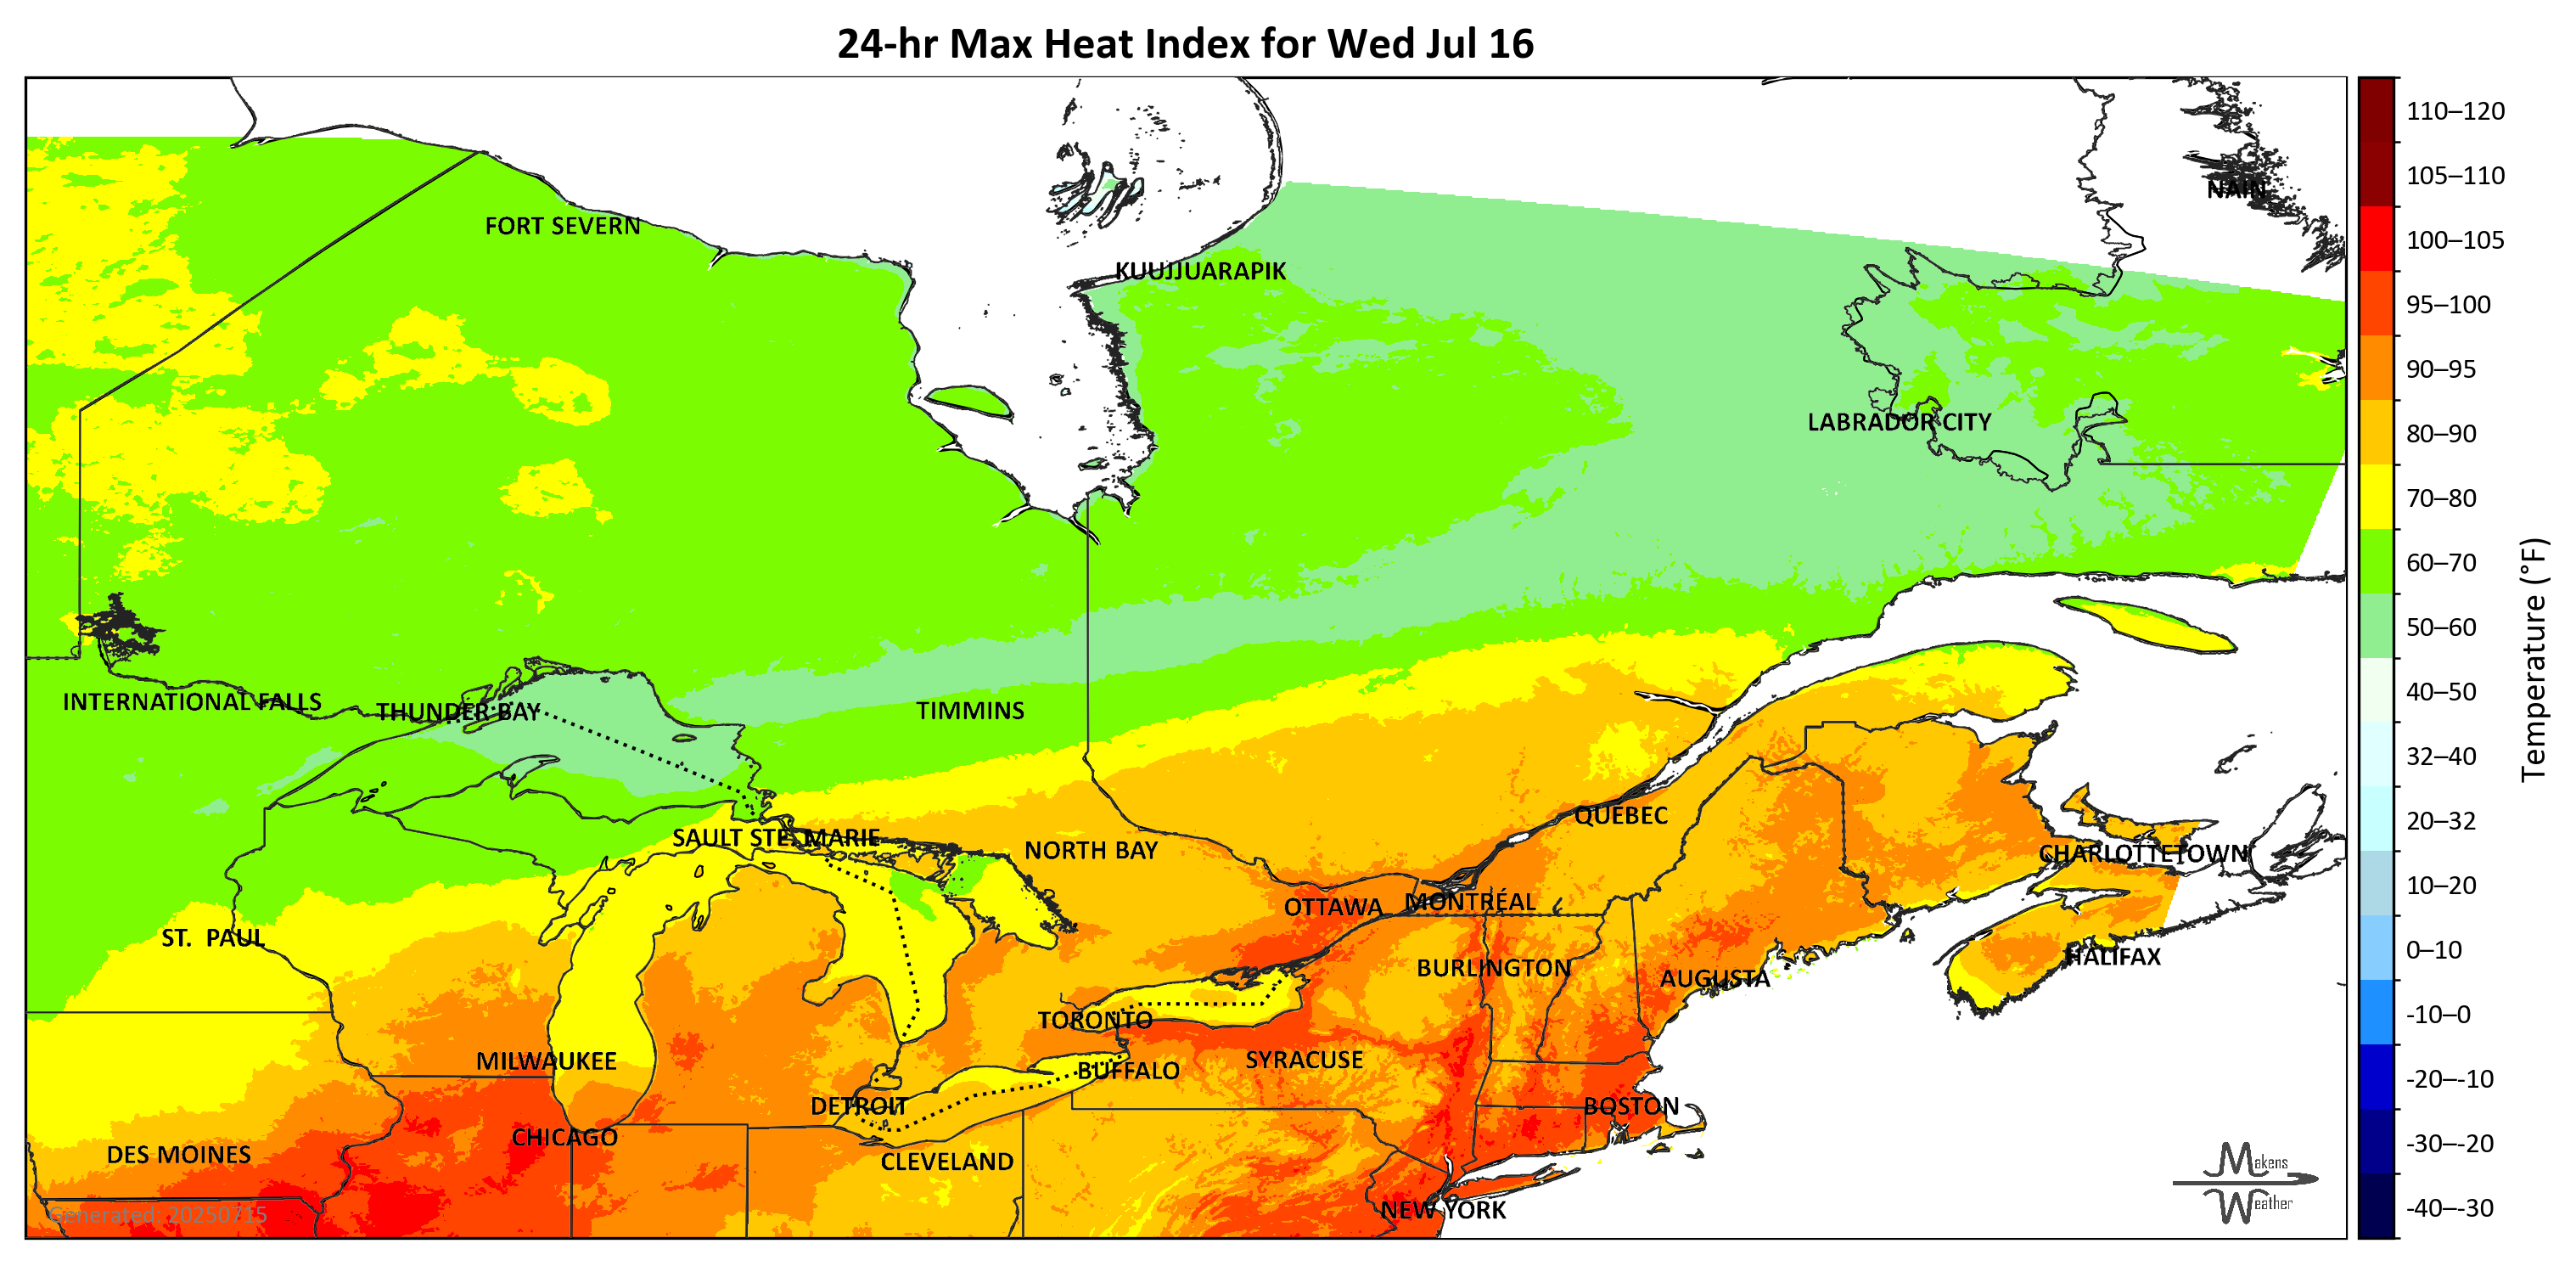 24-hr Max Heat Index for Wed Jul 16
NAIN
FORT SEVERN
KUUJJUARAPIK
LABRADOR CITY
INTERNATIONAL FALLS
THUNDER BAY
TIMMINS
QUÉBEC
SAULT STE. MARIE
NORTH BAY
CHARLOTTETOWN
OTTAWA
MONTRÉAL
ST. PAUL
HALIFAX
BURLINGTON
AUGUSTA
TORONTO
MILWAUKEE
SYRACUSE
BUFFALO
DETROIT
BOSTON
CHICAGO
DES MOINES
CLEVELAND
NEW YORK
Generated: 20250715
Makens
Weather
110–120
105–110
100–105
95–100
90–95
80–90
70–80
60–70
50–60
40–50
32–40
20–32
10–20
0–10
-10–0
-20–-10
-30–-20
-40–-30
Temperature (°F)